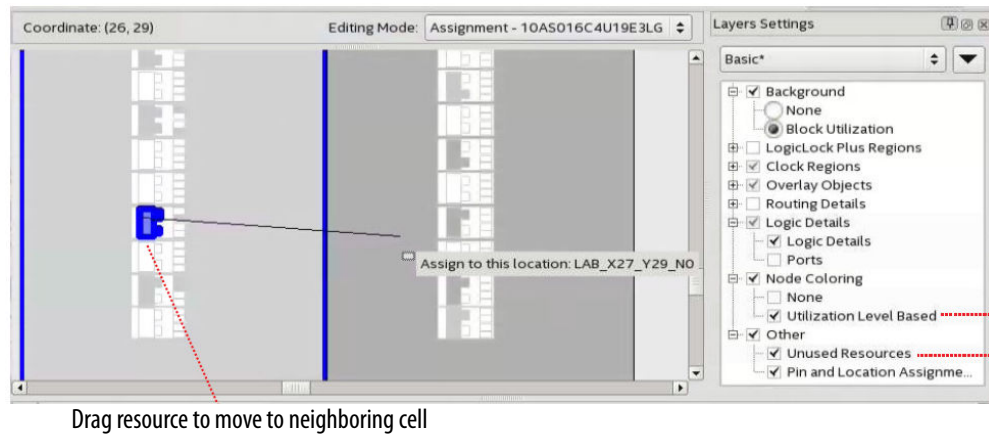 Coordinate: (26, 29)
Editing Mode: Assignment - 10AS016C4U19E3LG
Assign to this location: LAB_X27_Y29_N0
Layers Settings
Basic*
Background
None
Block Utilization
LogicLock Plus Regions
Clock Regions
Overlay Objects
Routing Details
Logic Details
Logic Details
Ports
Node Coloring
None
Utilization Level Based
Other
Unused Resources
Pin and Location Assignme...
Drag resource to move to neighboring cell